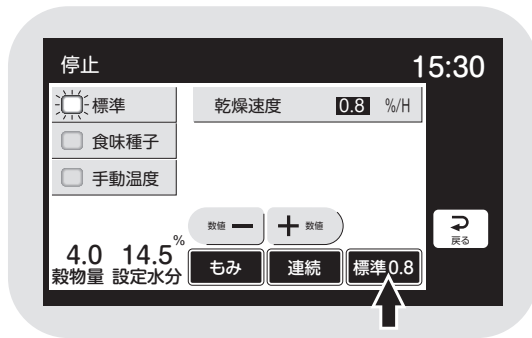 停止 15:30
標準 乾燥速度 0.8 %/H
食味種子
手動温度
数値 − + 数値
戻る
4.0 14.5%
穀物量 設定水分 もみ 連続 標準0.8